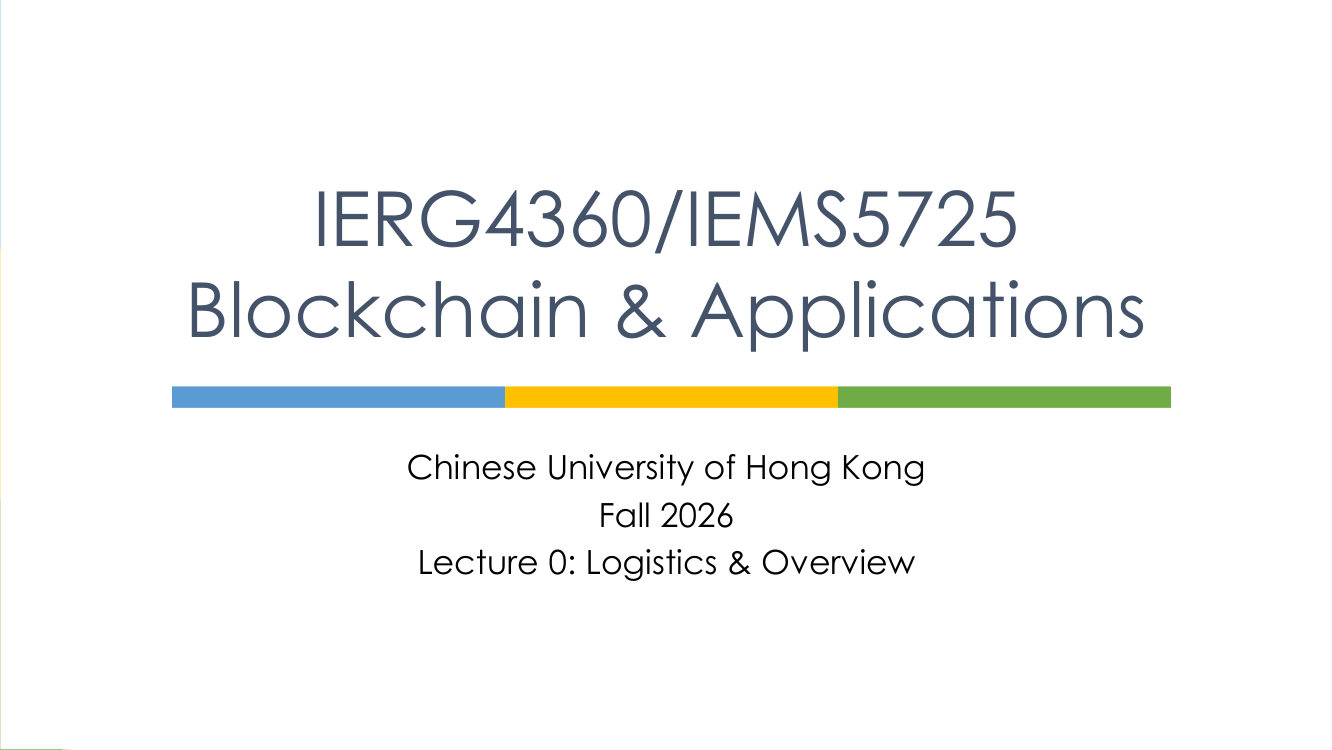 IERG4360/IEMS5725
Blockchain & Applications
Chinese University of Hong Kong
Fall 2026
Lecture 0: Logistics & Overview